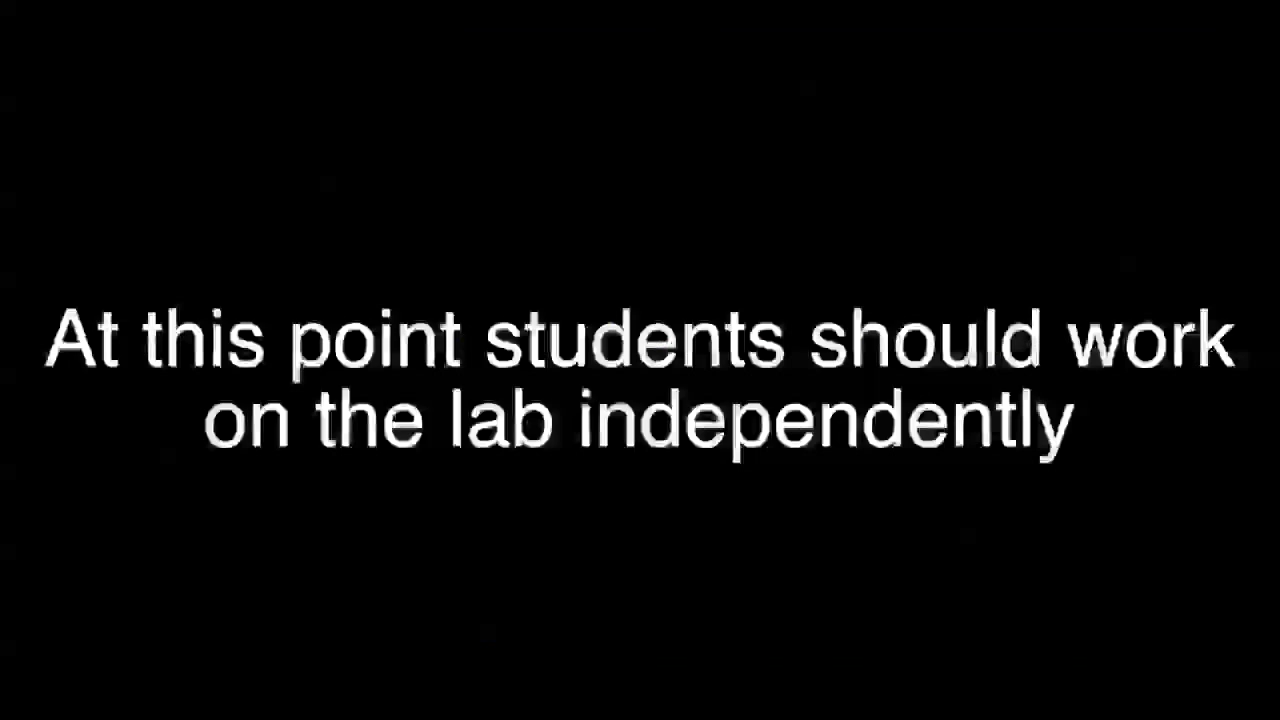 At this point students should work
on the lab independently